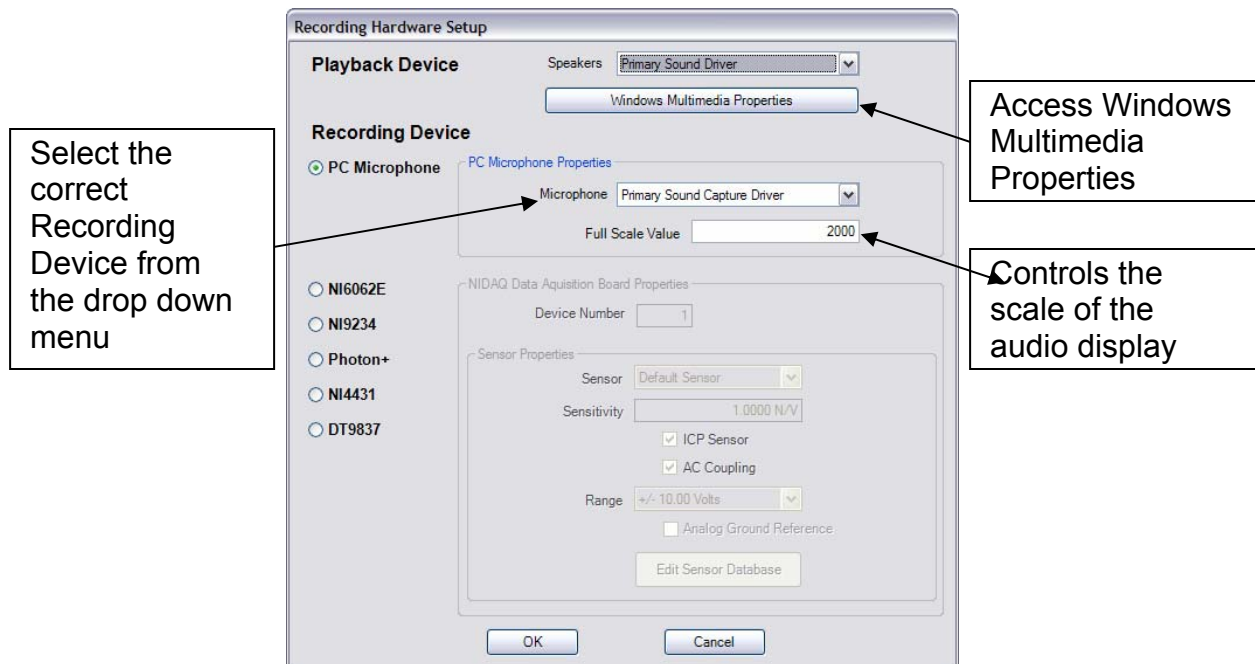 Recording Hardware Setup
Playback Device
Speakers Primary Sound Driver
Windows Multimedia Properties
Access Windows
Multimedia
Properties
Recording Device
Select the
correct
Recording
Device from
the drop down
menu
PC Microphone
PC Microphone Properties
Microphone Primary Sound Capture Driver
Full Scale Value 2000
Controls the
scale of the
audio display
NI6062E
NI9234
Photon+
NI4431
DT9837
NIDAQ Data Aquisition Board Properties
Device Number 1
Sensor Properties
Sensor Default Sensor
Sensitivity 1.0000 N/V
ICP Sensor
AC Coupling
Range +/- 10.00 Volts
Analog Ground Reference
Edit Sensor Database
OK Cancel